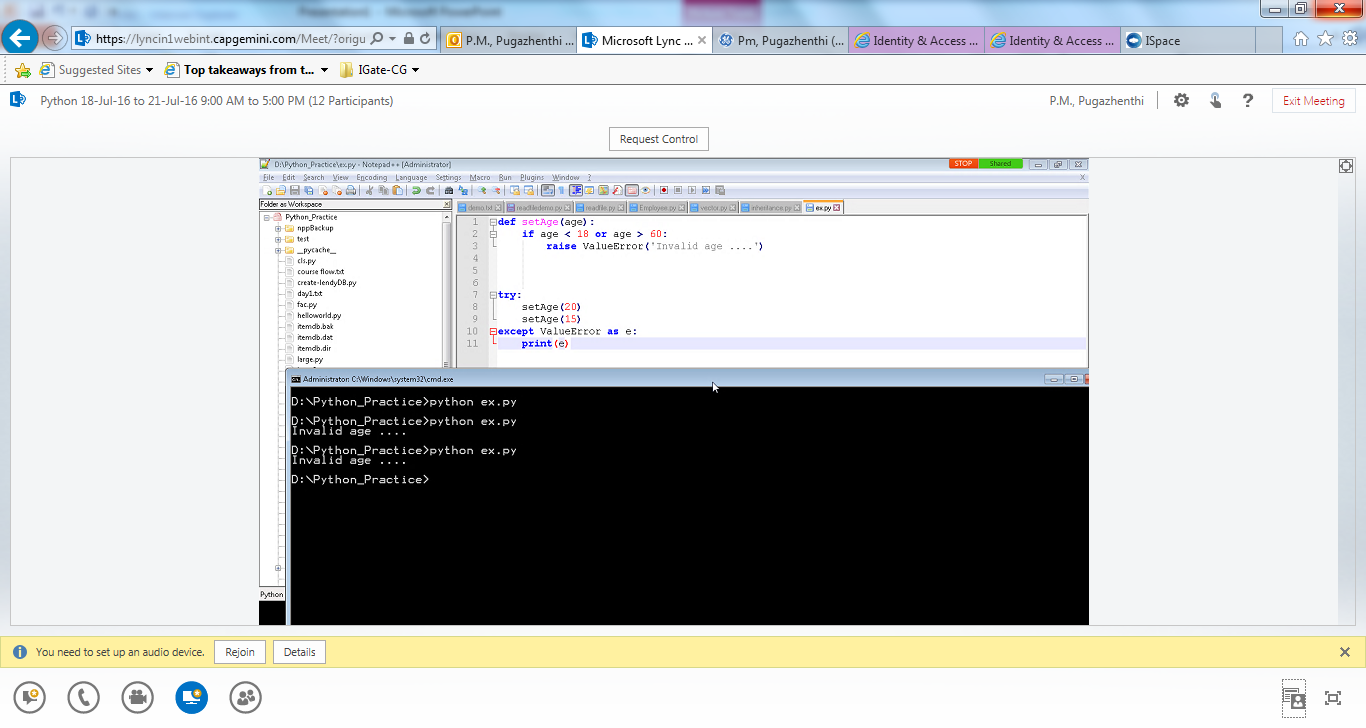 https://lyncin1webint.capgemini.com/Meet/?origu
P.M., Pugazhenthi ...
Microsoft Lync ...
Pm, Pugazhenthi (...
Identity & Access ...
Identity & Access ...
ISpace
Suggested Sites
Top takeaways from t...
IGate-CG
Python 18-Jul-16 to 21-Jul-16 9:00 AM to 5:00 PM (12 Participants)
P.M., Pugazhenthi
?
Exit Meeting
Request Control
D:\Python_Practice\ex.py - Notepad++ [Administrator]
STOP
Shared
File Edit Search View Encoding Language Settings Macro Run Plugins Window ?
X
Folder as Workspace
demo.txt
readfiledemo.py
readfile.py
Employee.py
vector.py
inheritance.py
ex.py
Python_Practice
nppBackup
test
__pycache__
cls.py
course flow.txt
create-lendyDB.py
day1.txt
fac.py
helloworld.py
itemdb.bak
itemdb.dat
itemdb.dir
large.py
1 def setAge(age):
2 if age < 18 or age > 60:
3 raise ValueError('Invalid age ....')
4
5
6
7 try:
8 setAge(20)
9 setAge(15)
10 except ValueError as e:
11 print(e)
Administrator: C:\Windows\system32\cmd.exe
D:\Python_Practice>python ex.py
D:\Python_Practice>python ex.py
Invalid age ....
D:\Python_Practice>python ex.py
Invalid age ....
D:\Python_Practice>
Python
You need to set up an audio device.
Rejoin
Details